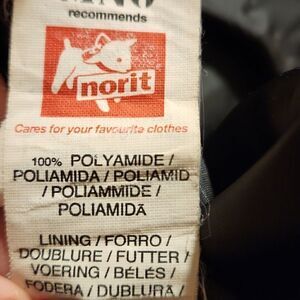 recommends
norit
Cares for your favourite clothes
100% POLYAMIDE /
POLIAMIDA / POLIAMID
/ POLIAMMIDE /
POLIAMIDĂ
LINING / FORRO /
DOUBLURE / FUTTER /
VOERING / BÉLÉS /
FODERA / DUBLURĂ /